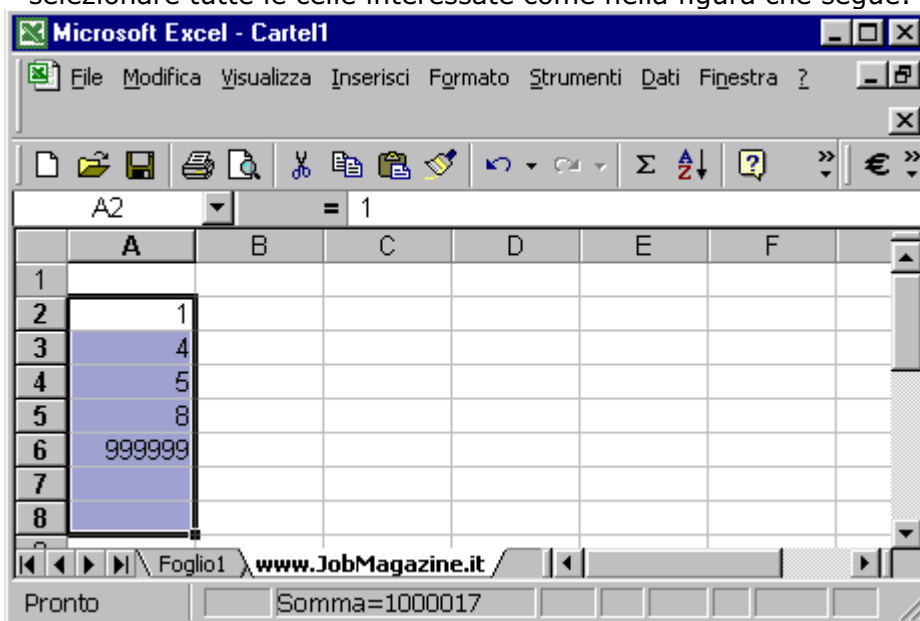 selezionare tutte le celle interessate come nella figura che segue:
Microsoft Excel - Cartel1
File Modifica Visualizza Inserisci Formato Strumenti Dati Finestra ?
A2 = 1
A B C D E F
1
2 1
3 4
4 5
5 8
6 999999
7
8
Foglio1 www.JobMagazine.it
Pronto Somma=1000017